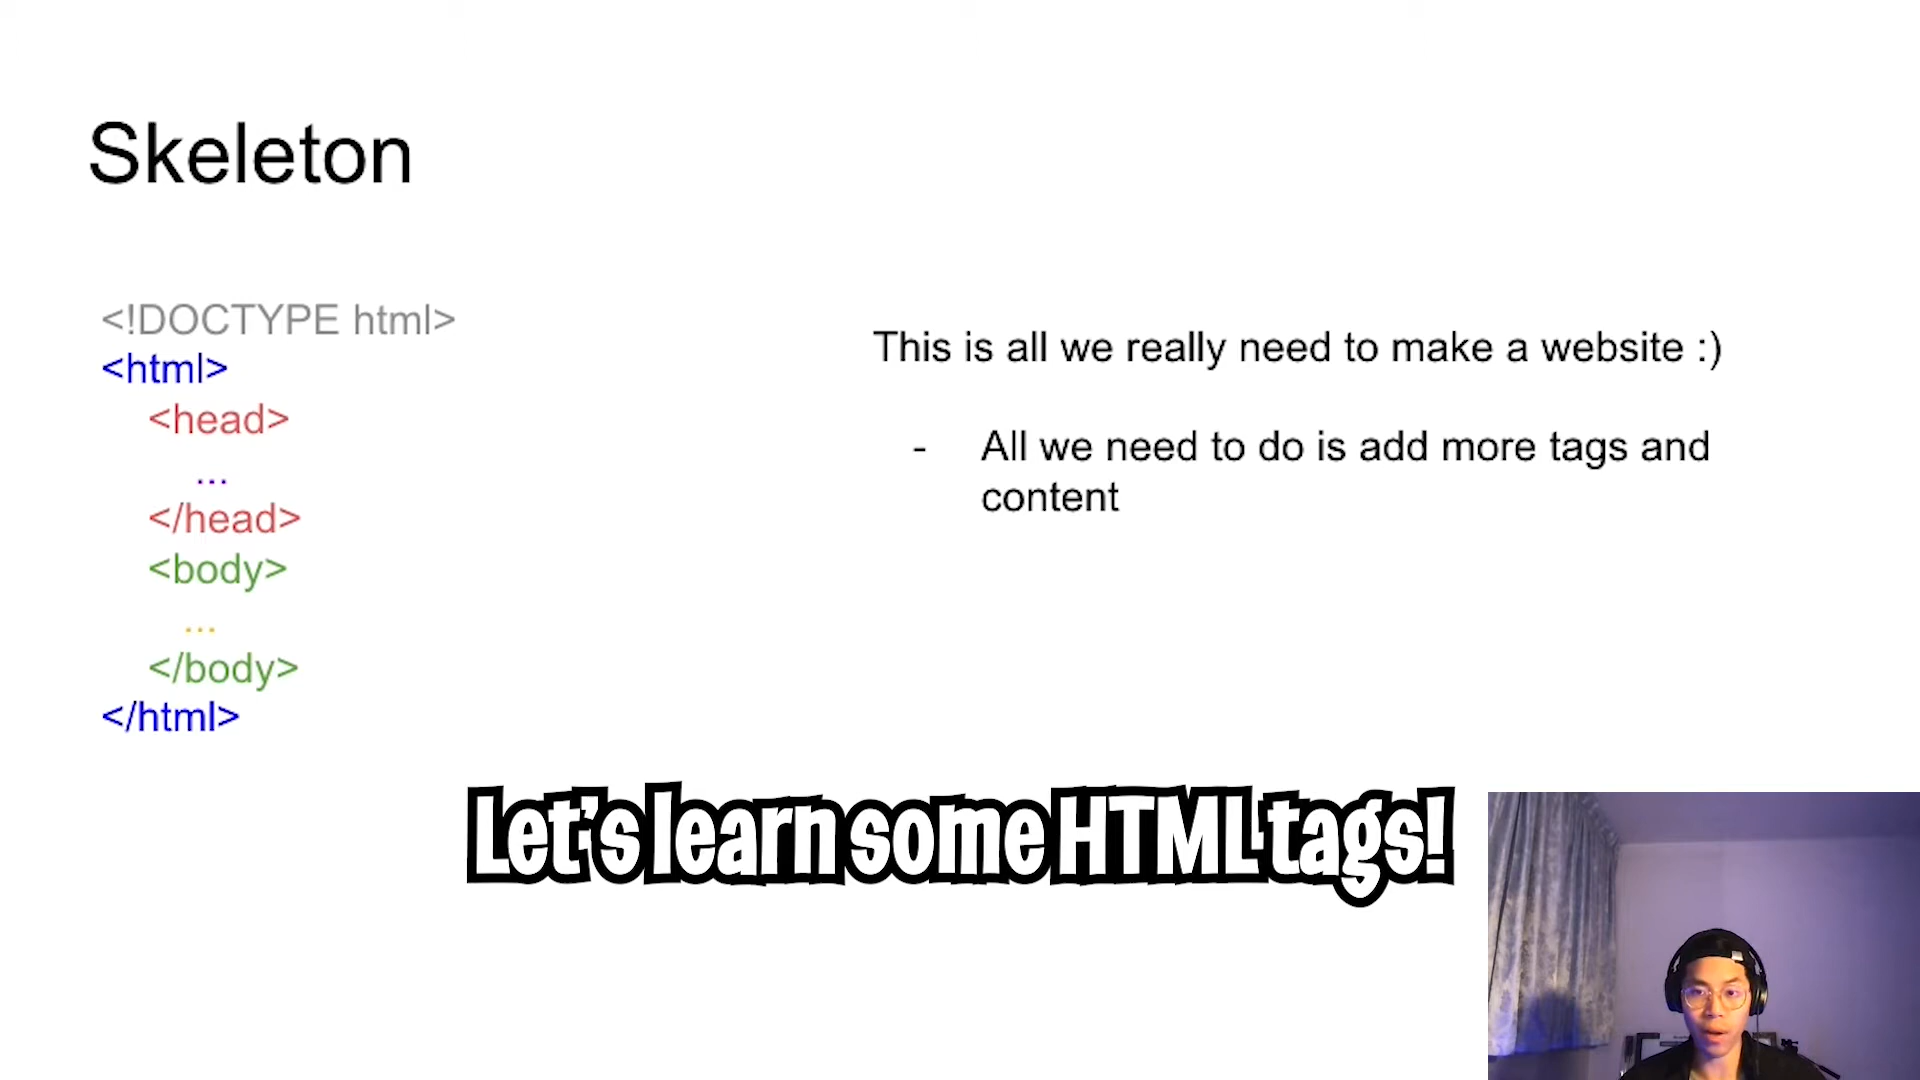 Skeleton
<!DOCTYPE html>
<html>
<head>
...
</head>
<body>
...
</body>
</html>
This is all we really need to make a website :)
- All we need to do is add more tags and
content
Let's learn some HTML tags!